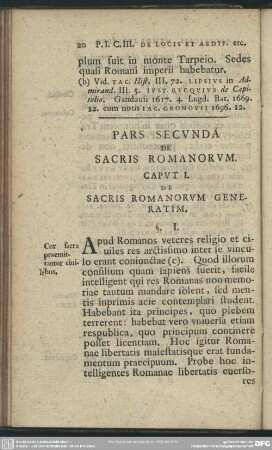 20 P. I. C. III. DE LOCIS ET AEDIF. etc.
plum fuit in monte Tarpeio. Sedes
quasi Romani imperii habebatur.
(b) Vid. TAC. Hist. III. 72. LIPSIVS in Ad-
mirand. III. 5. IVST. RYCQVIVS de Capi-
tolio. Gandaui 1617. 4. Lugd. Bat. 1669.
12. cum notis IAC. GRONOVII 1696. 12.
PARS SECVNDA
DE
SACRIS ROMANORVM.
CAPVT I.
DE
SACRIS ROMANORVM GENE-
RATIM.
§. I.
Cur sacra
praemit-
tantur ciui-
libus,
Apud Romanos veteres religio et ci-
uiles res arctissimo inter se vincu-
lo erant coniunctae (c). Quod illorum
consilium quam sapiens fuerit, facile
intelligent qui res Romanas non memo-
riae tantum mandare solent, sed men-
tis inprimis acie contemplari student.
Habebant ita principes, quo plebem
terrerent: habebat vero vniuersa etiam
respublica, quo principum continere
posset licentiam. Hoc igitur Roma-
nae libertatis maiestatisque erat funda-
mentum praecipuum. Probe hoc in-
telligentes Romanae libertatis euerso-
res